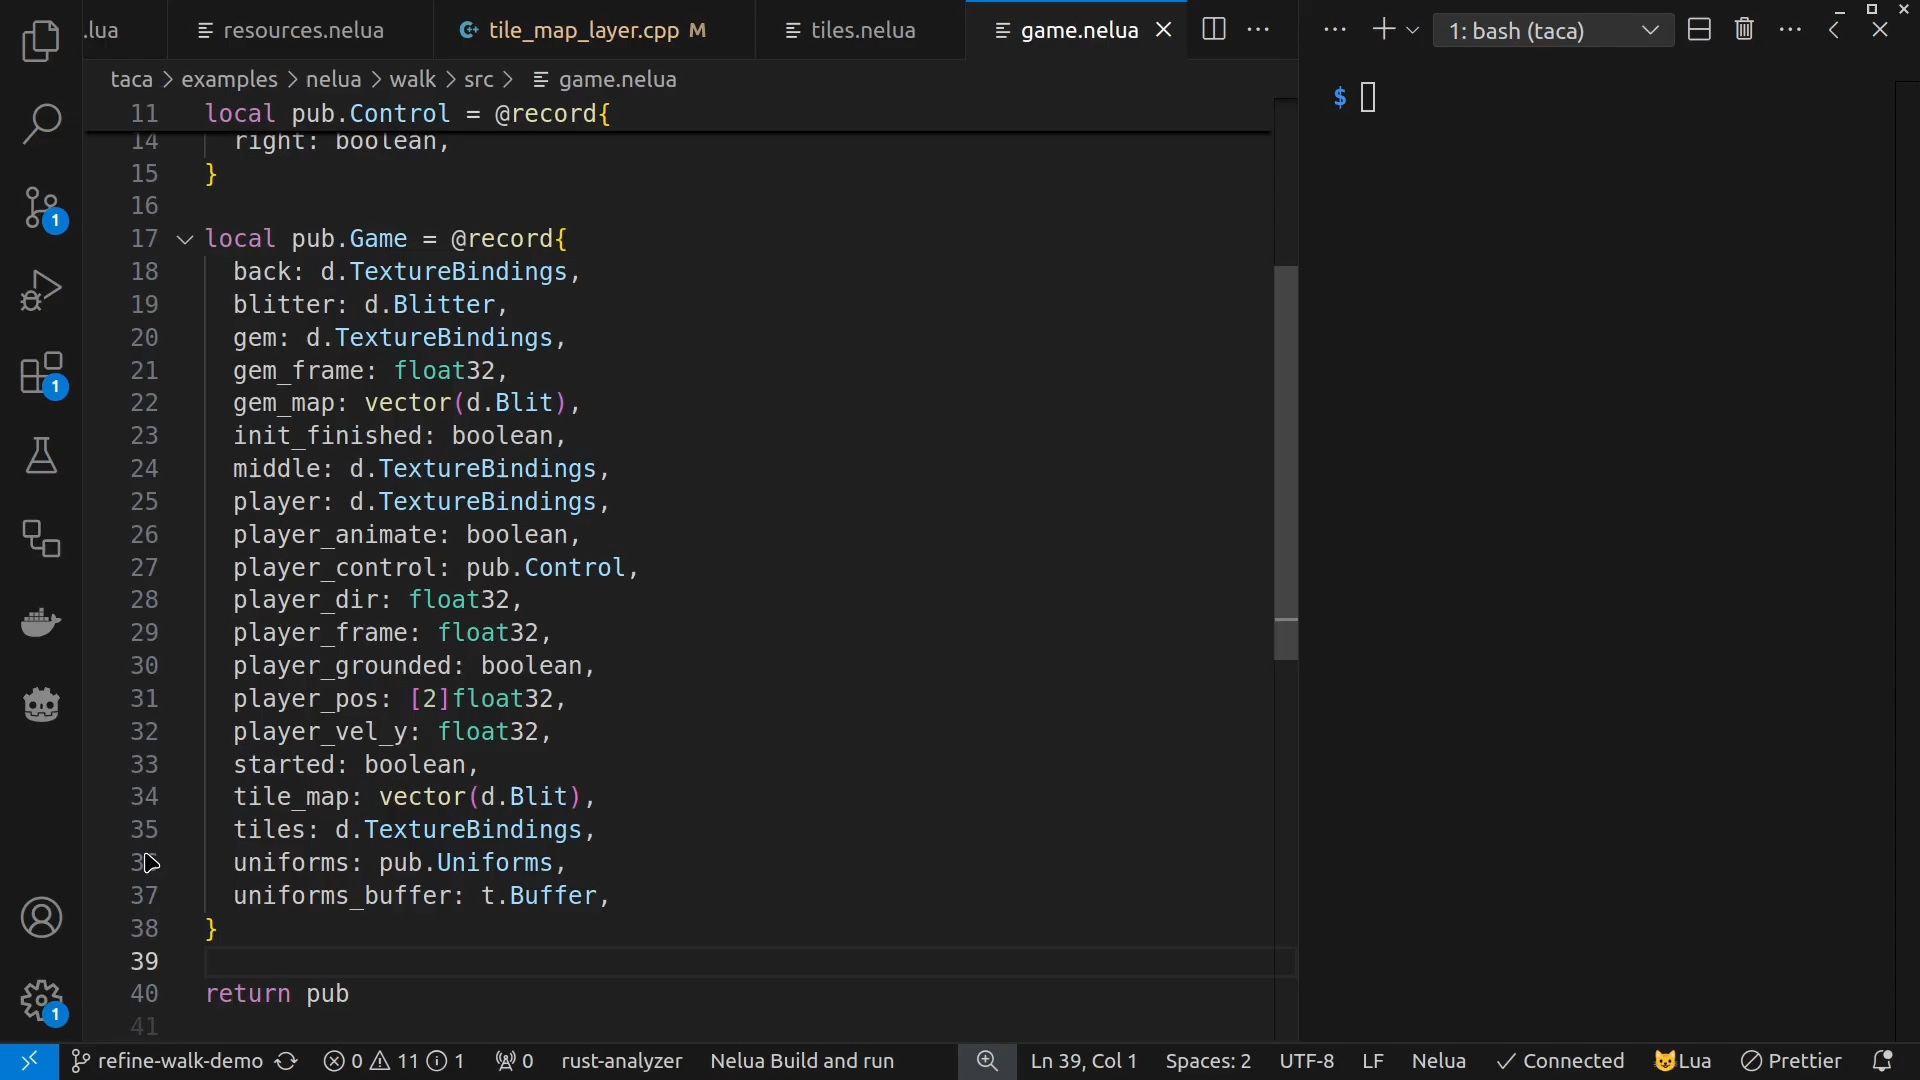 .lua
resources.nelua
tile_map_layer.cpp M
tiles.nelua
game.nelua
1: bash (taca)
taca > examples > nelua > walk > src > game.nelua
11 local pub.Control = @record{
14 right: boolean,
15 }
16
17 local pub.Game = @record{
18 back: d.TextureBindings,
19 blitter: d.Blitter,
20 gem: d.TextureBindings,
21 gem_frame: float32,
22 gem_map: vector(d.Blit),
23 init_finished: boolean,
24 middle: d.TextureBindings,
25 player: d.TextureBindings,
26 player_animate: boolean,
27 player_control: pub.Control,
28 player_dir: float32,
29 player_frame: float32,
30 player_grounded: boolean,
31 player_pos: [2]float32,
32 player_vel_y: float32,
33 started: boolean,
34 tile_map: vector(d.Blit),
35 tiles: d.TextureBindings,
uniforms: pub.Uniforms,
37 uniforms_buffer: t.Buffer,
38 }
39
40 return pub
41
$
1
1
1
refine-walk-demo 0 11 1 0 rust-analyzer Nelua Build and run Ln 39, Col 1 Spaces: 2 UTF-8 LF Nelua Connected 😺Lua Prettier